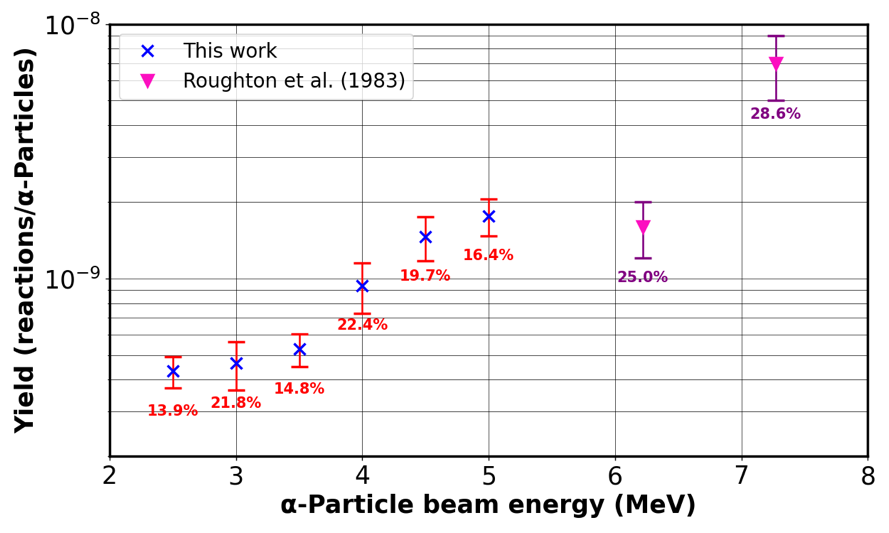 10⁻⁸
This work
Roughton et al. (1983)
28.6%
Yield (reactions/α-Particles)
10⁻⁹
16.4%
19.7%
25.0%
22.4%
14.8%
21.8%
13.9%
2 3 4 5 6 7 8
α-Particle beam energy (MeV)